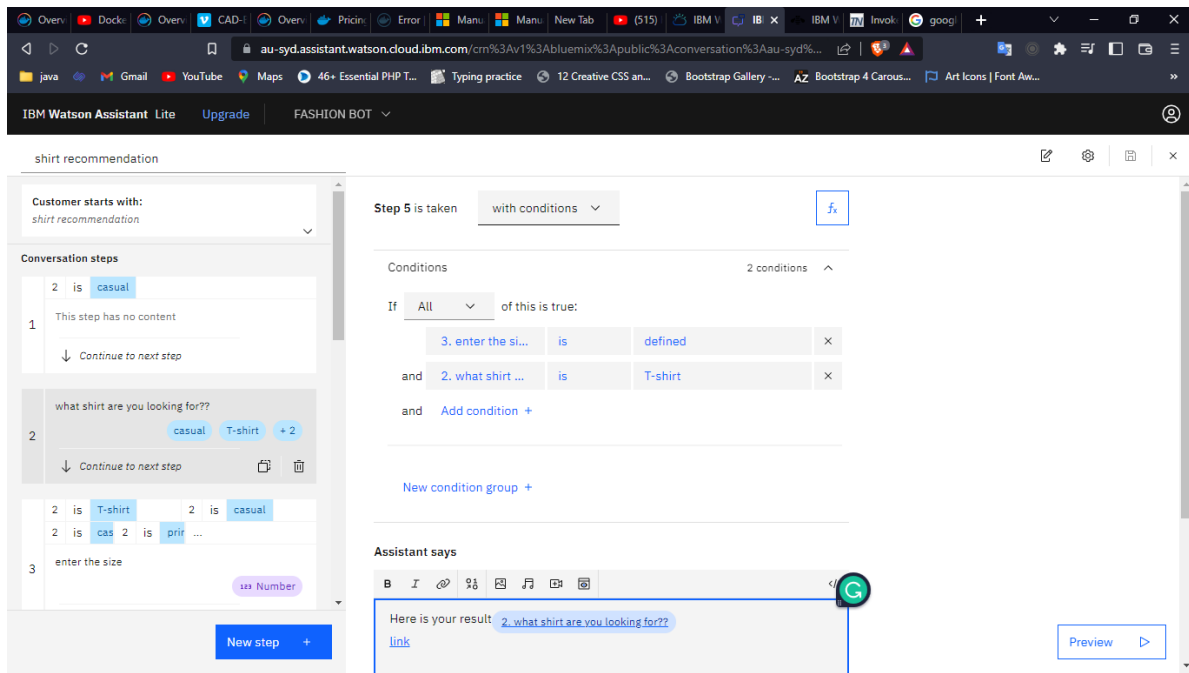 Overv Docke Overv CAD-E Overv Pricing Error Manu Manu New Tab (515) IBM W IBI IBM W Invoki googl
au-syd.assistant.watson.cloud.ibm.com/crn%3Av1%3Abluemix%3Apublic%3Aconversation%3Aau-syd%...
java Gmail YouTube Maps 46+ Essential PHP T... Typing practice 12 Creative CSS an... Bootstrap Gallery -... Bootstrap 4 Carous... Art Icons | Font Aw...
IBM Watson Assistant Lite Upgrade FASHION BOT
shirt recommendation
Customer starts with:
shirt recommendation
Conversation steps
2 is casual
1
This step has no content
Continue to next step
what shirt are you looking for??
casual T-shirt + 2
2
Continue to next step
2 is T-shirt 2 is casual
2 is cas 2 is prir ...
enter the size
3
123 Number
New step +
Step 5 is taken with conditions
fx
Conditions 2 conditions
If All of this is true:
3. enter the si... is defined
and 2. what shirt ... is T-shirt
and Add condition +
New condition group +
Assistant says
B I
Here is your result 2. what shirt are you looking for??
link
Preview